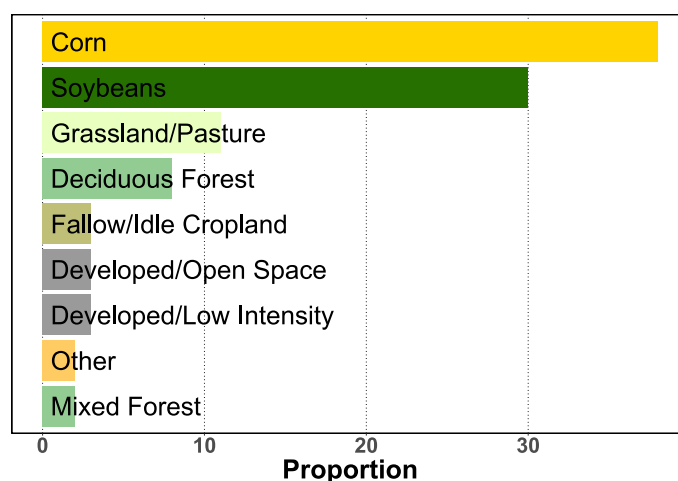 Corn
Soybeans
Grassland/Pasture
Deciduous Forest
Fallow/Idle Cropland
Developed/Open Space
Developed/Low Intensity
Other
Mixed Forest
0 10 20 30
Proportion